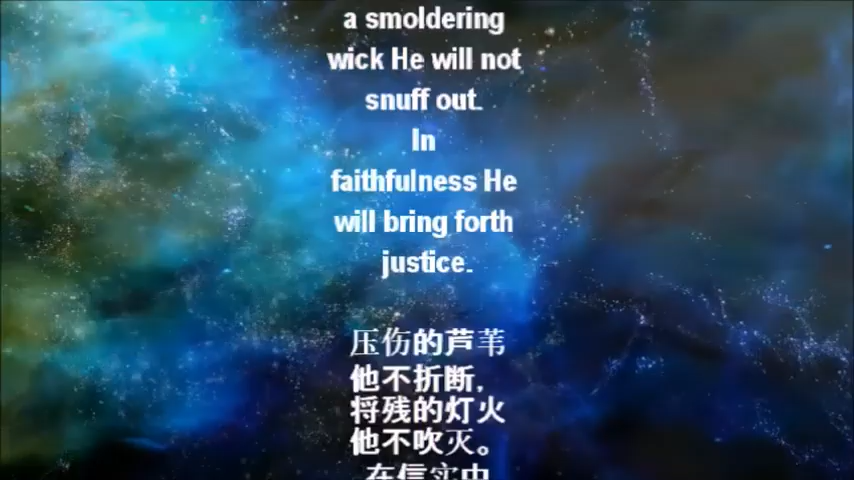 a smoldering
wick He will not
snuff out.
In
faithfulness He
will bring forth
justice.
压伤的芦苇
他不折断,
将残的灯火
他不吹灭。
在信实中